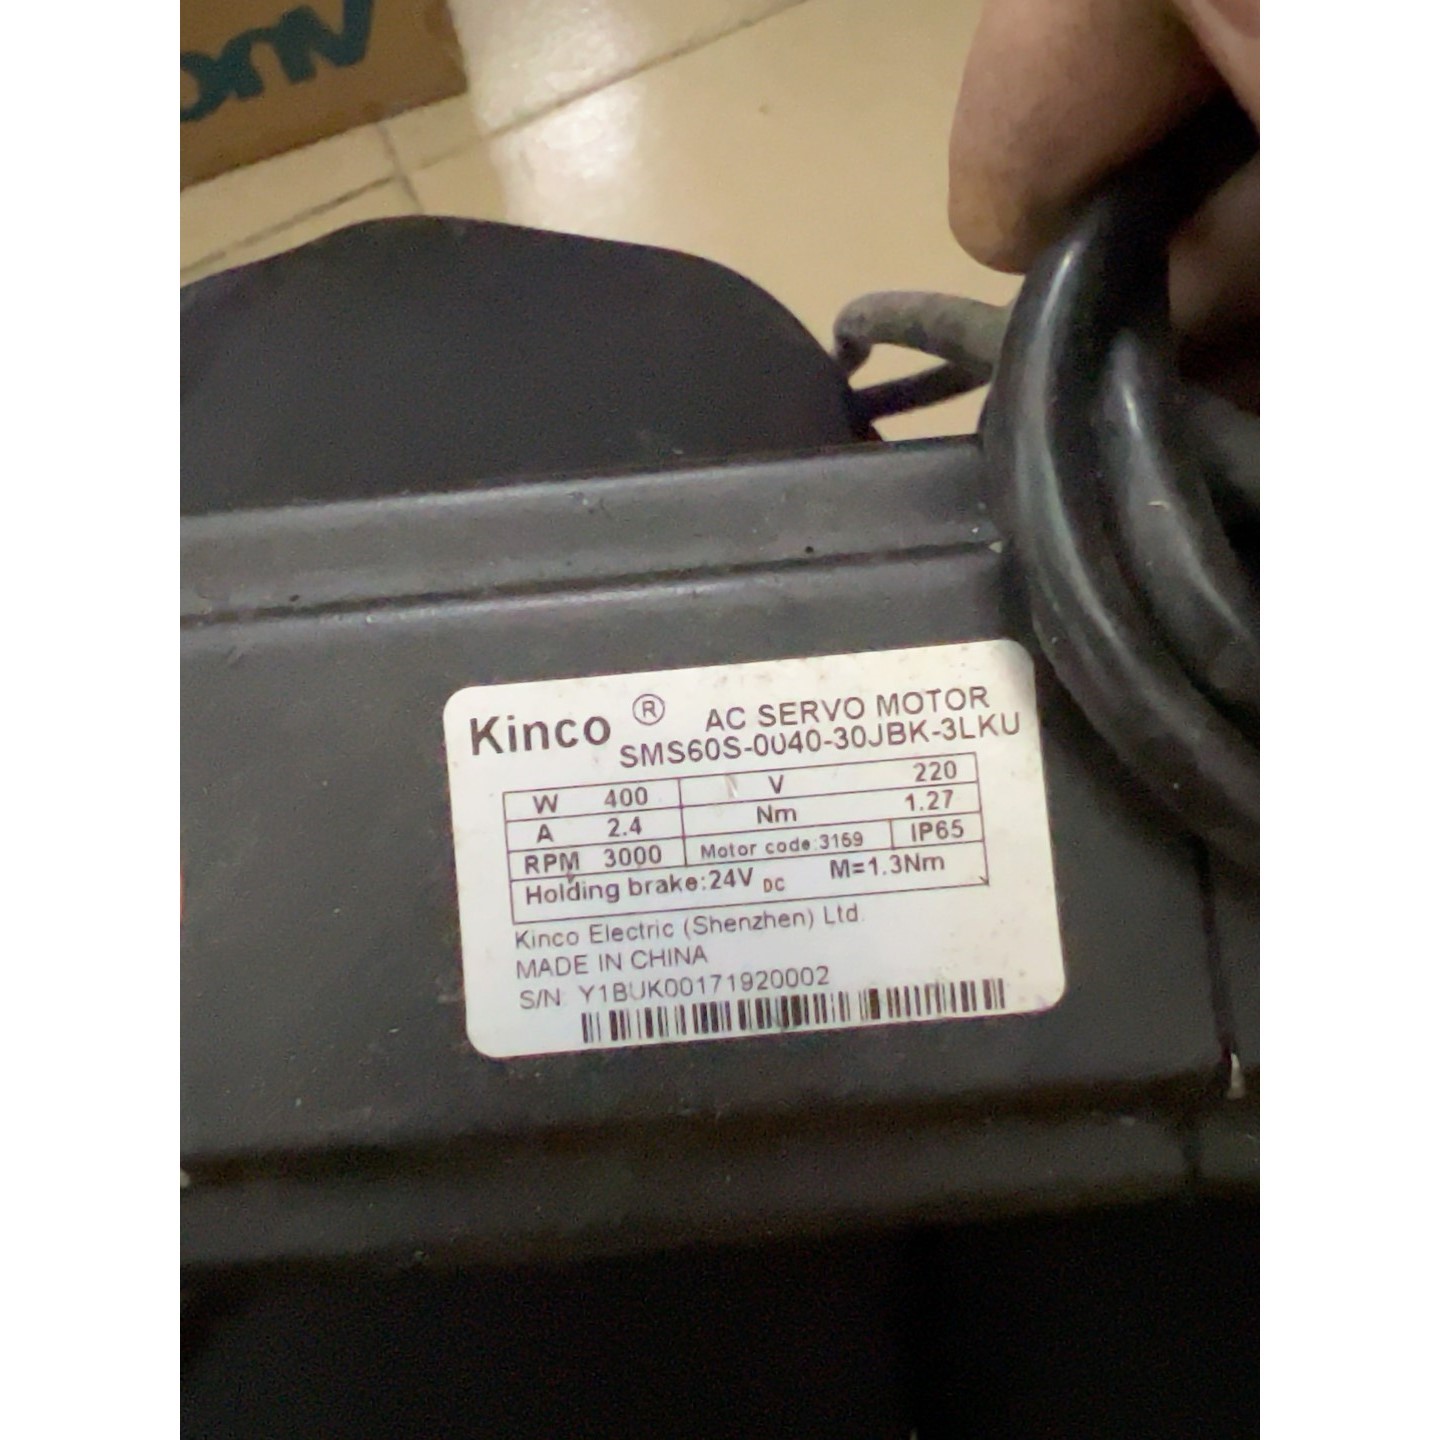 Kinco ® AC SERVO MOTOR
SMS60S-0040-30JBK-3LKU
W 400 V 220
A 2.4 Nm 1.27
RPM 3000 Motor code:3159 IP65
Holding brake:24V DC M=1.3Nm
Kinco Electric (Shenzhen) Ltd.
MADE IN CHINA
S/N: Y1BUK00171920002